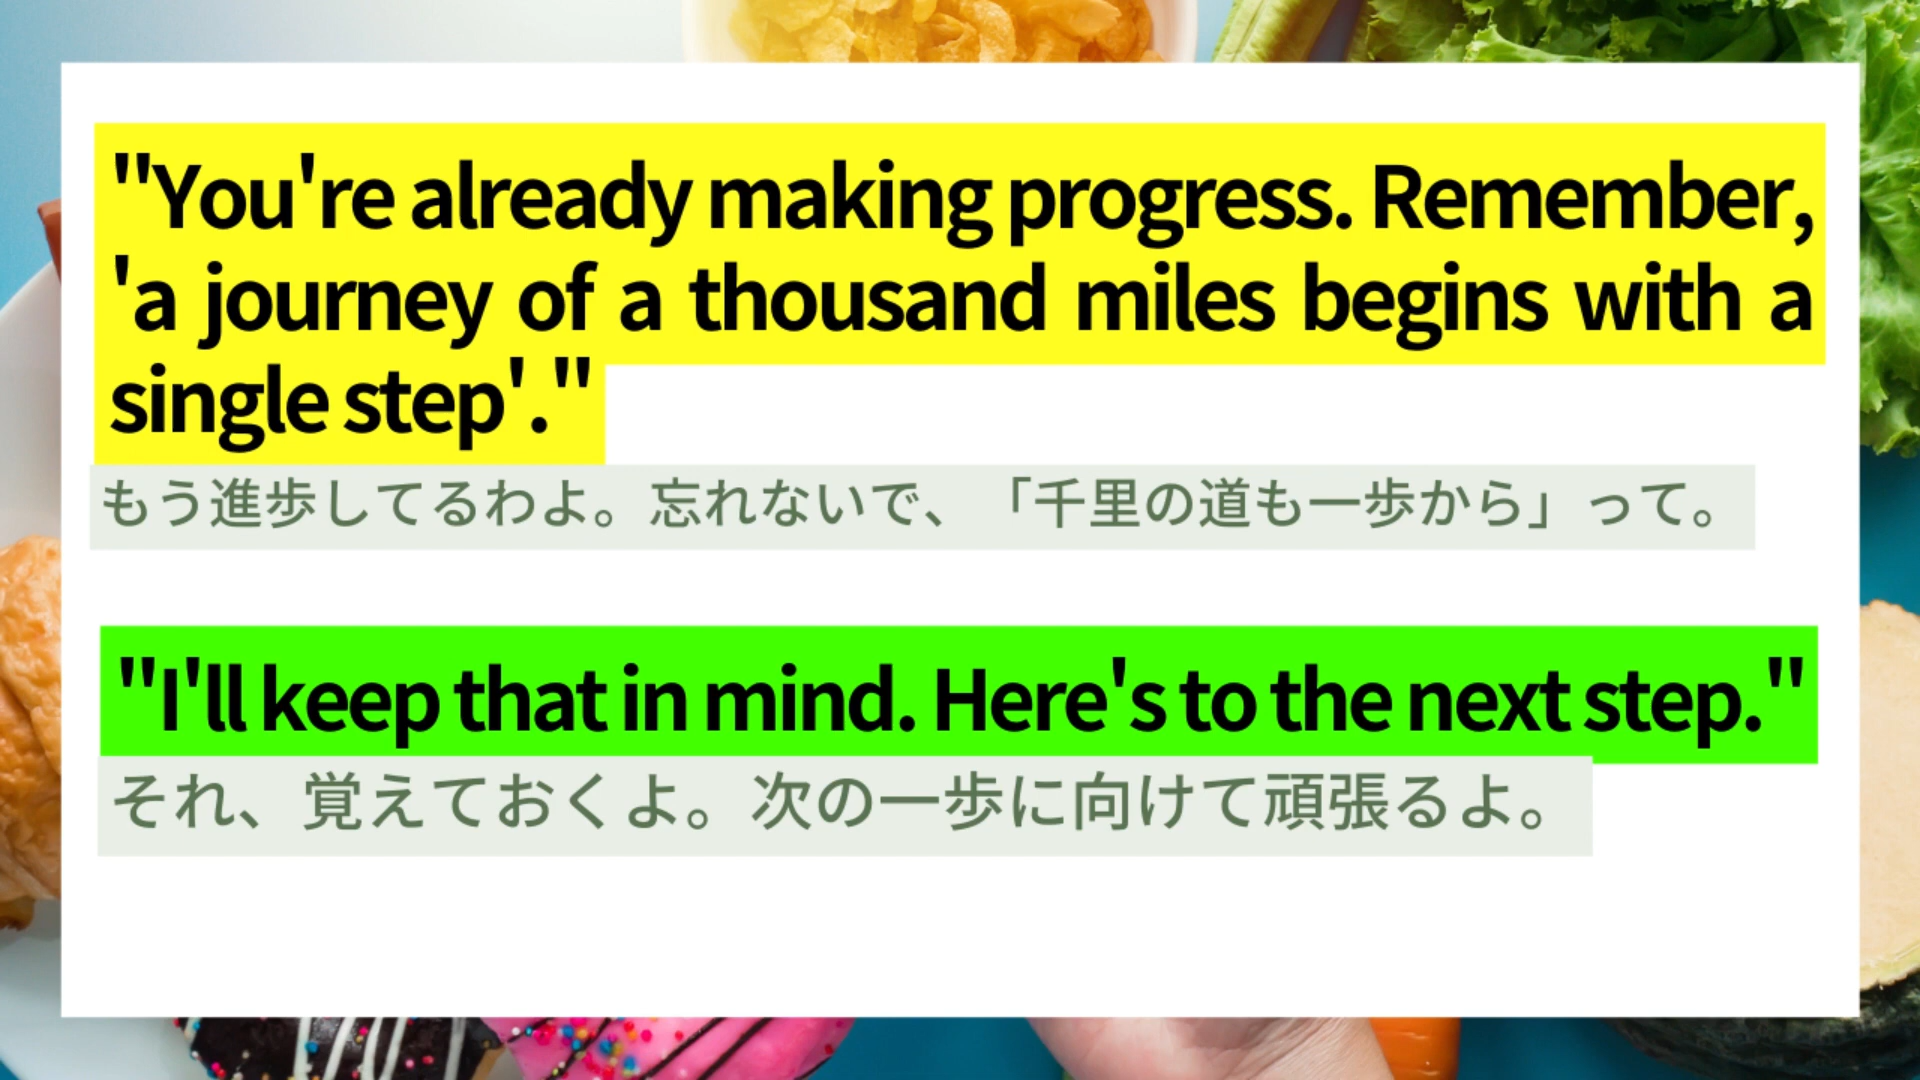 "You're already making progress. Remember,
'a journey of a thousand miles begins with a
single step'."
もう進歩してるわよ。忘れないで、「千里の道も一歩から」って。
"I'll keep that in mind. Here's to the next step."
それ、覚えておくよ。次の一歩に向けて頑張るよ。